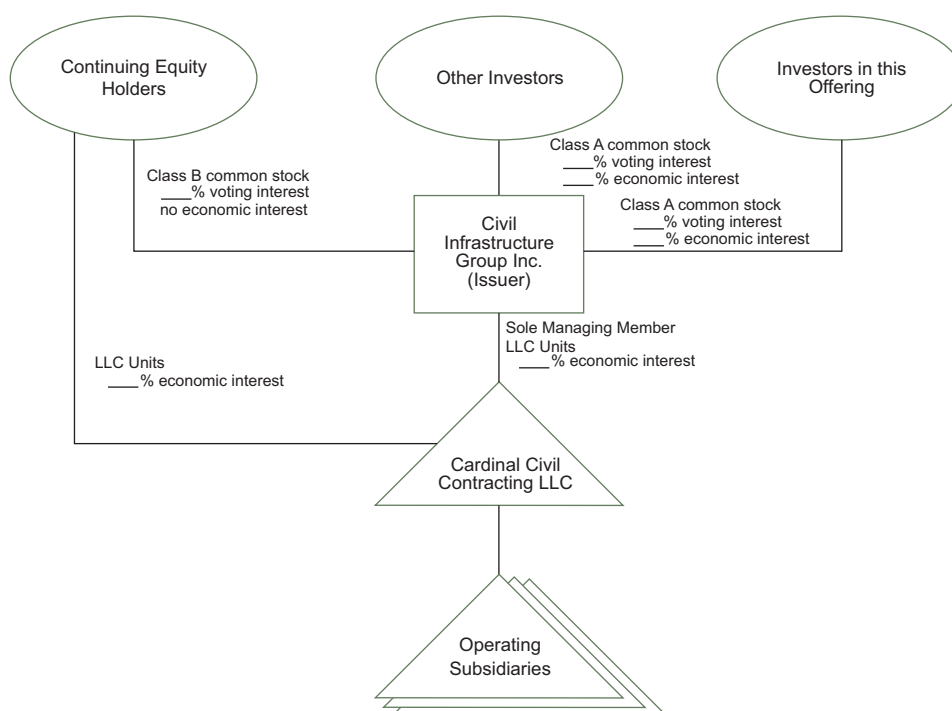 Continuing Equity
Holders
Other Investors
Investors in this
Offering
Class B common stock
____% voting interest
no economic interest
Class A common stock
____% voting interest
____% economic interest
Class A common stock
____% voting interest
____% economic interest
Civil
Infrastructure
Group Inc.
(Issuer)
LLC Units
____% economic interest
Sole Managing Member
LLC Units
____% economic interest
Cardinal Civil
Contracting LLC
Operating
Subsidiaries